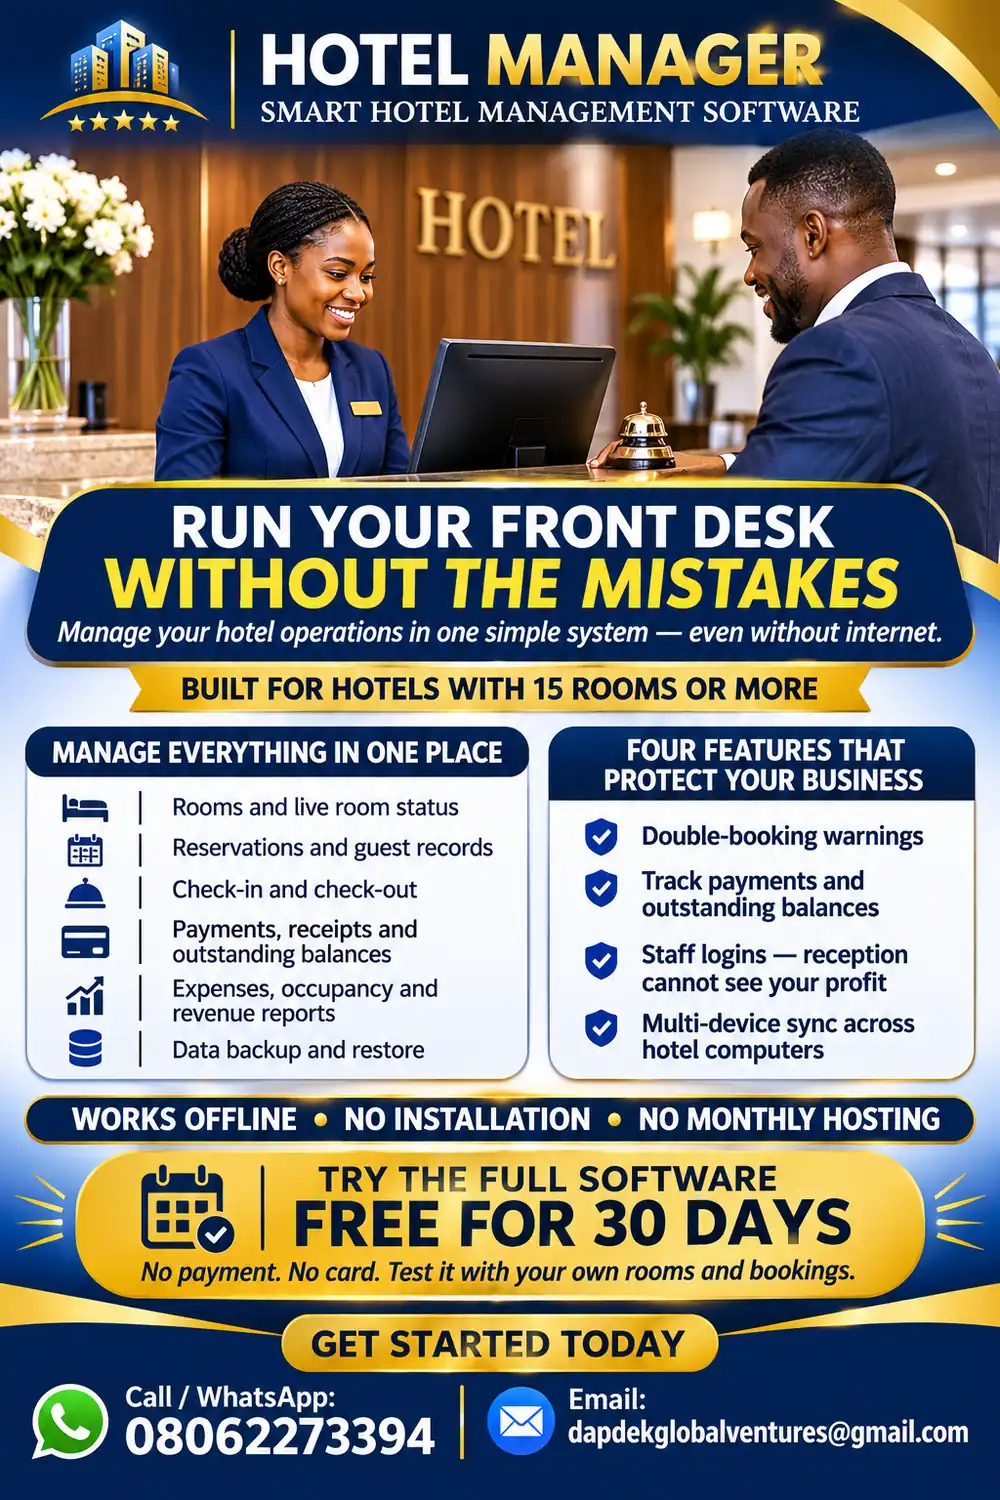 HOTEL MANAGER
SMART HOTEL MANAGEMENT SOFTWARE
HOTEL
RUN YOUR FRONT DESK
WITHOUT THE MISTAKES
Manage your hotel operations in one simple system — even without internet.
BUILT FOR HOTELS WITH 15 ROOMS OR MORE
MANAGE EVERYTHING IN ONE PLACE
Rooms and live room status
Reservations and guest records
Check-in and check-out
Payments, receipts and
outstanding balances
Expenses, occupancy and
revenue reports
Data backup and restore
FOUR FEATURES THAT
PROTECT YOUR BUSINESS
Double-booking warnings
Track payments and
outstanding balances
Staff logins — reception
cannot see your profit
Multi-device sync across
hotel computers
WORKS OFFLINE • NO INSTALLATION • NO MONTHLY HOSTING
TRY THE FULL SOFTWARE
FREE FOR 30 DAYS
No payment. No card. Test it with your own rooms and bookings.
GET STARTED TODAY
Call / WhatsApp:
08062273394
Email:
dapdekglobalventures@gmail.com